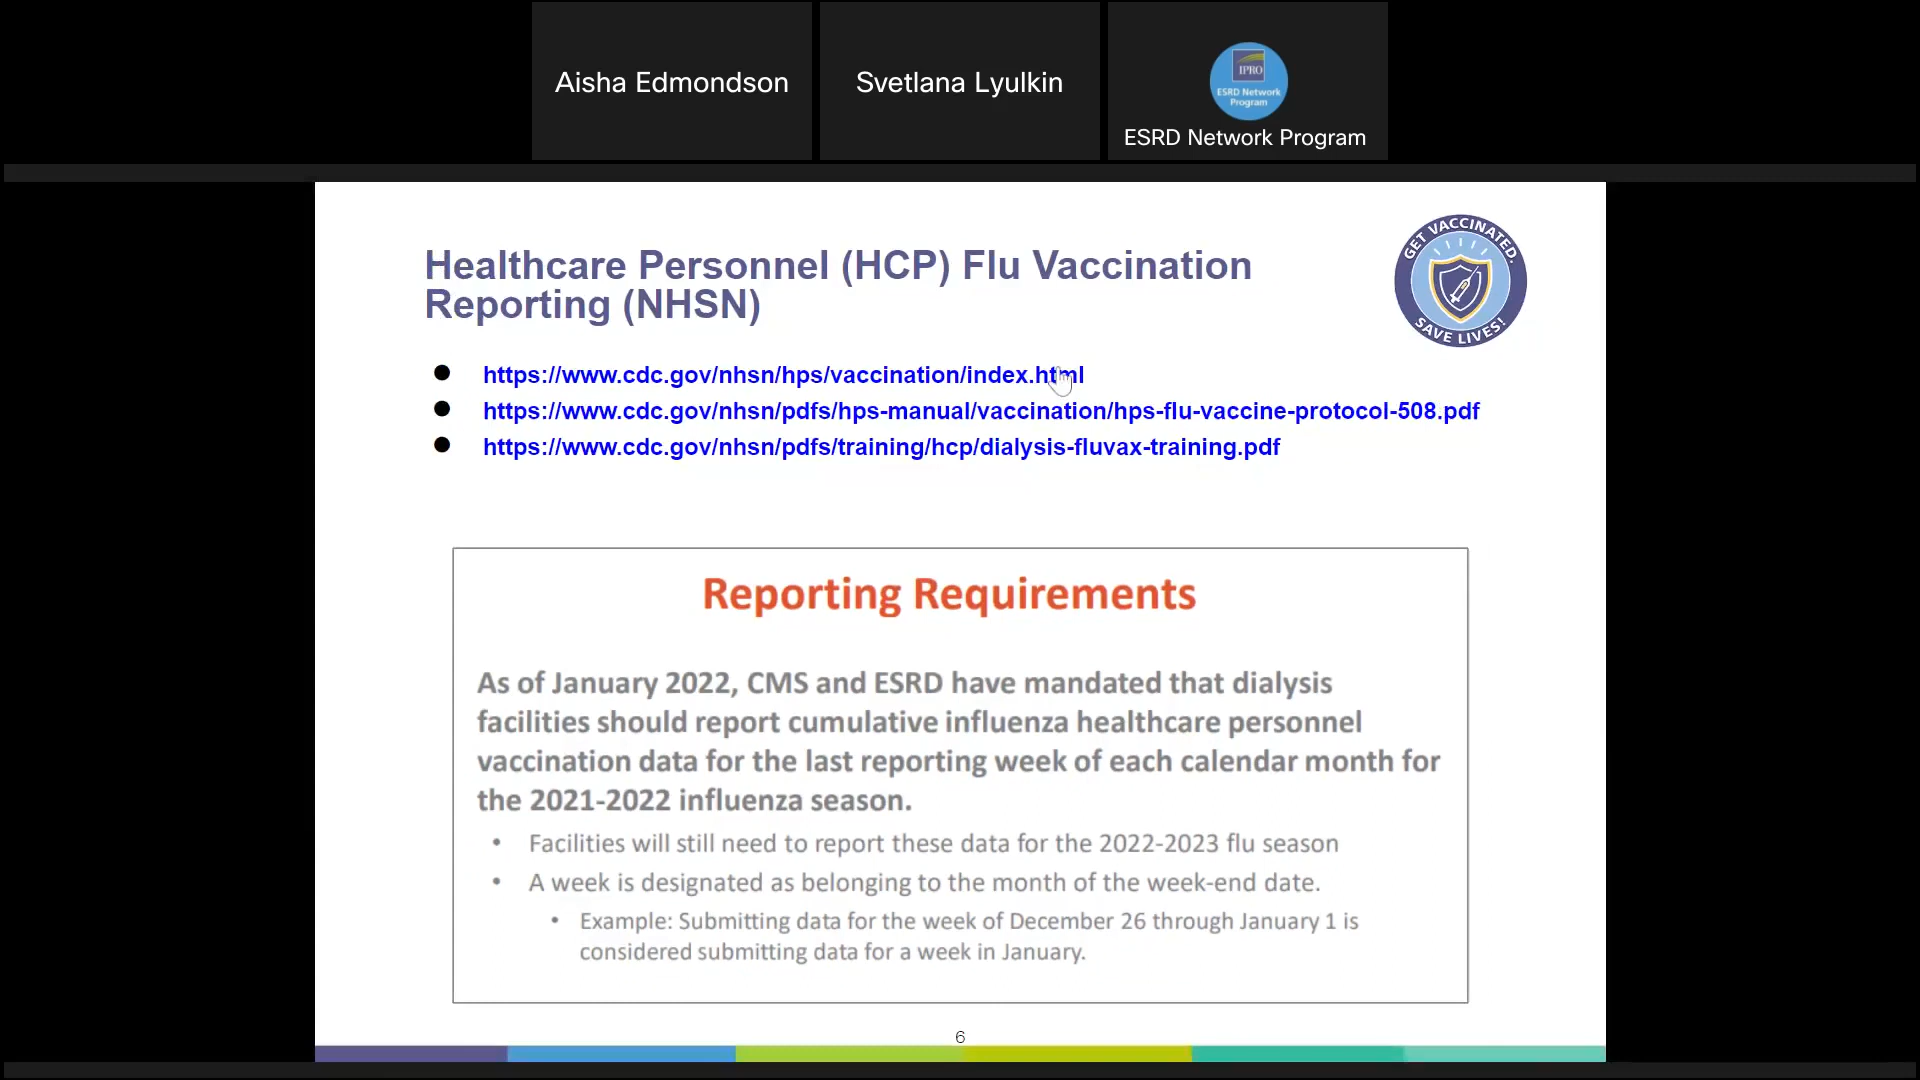 Aisha Edmondson
Svetlana Lyulkin
IPRO
ESRD Network
Program
ESRD Network Program
Healthcare Personnel (HCP) Flu Vaccination
Reporting (NHSN)
GET VACCINATED.
SAVE LIVES!
● https://www.cdc.gov/nhsn/hps/vaccination/index.html
● https://www.cdc.gov/nhsn/pdfs/hps-manual/vaccination/hps-flu-vaccine-protocol-508.pdf
● https://www.cdc.gov/nhsn/pdfs/training/hcp/dialysis-fluvax-training.pdf
Reporting Requirements
As of January 2022, CMS and ESRD have mandated that dialysis
facilities should report cumulative influenza healthcare personnel
vaccination data for the last reporting week of each calendar month for
the 2021-2022 influenza season.
• Facilities will still need to report these data for the 2022-2023 flu season
• A week is designated as belonging to the month of the week-end date.
• Example: Submitting data for the week of December 26 through January 1 is
considered submitting data for a week in January.
6